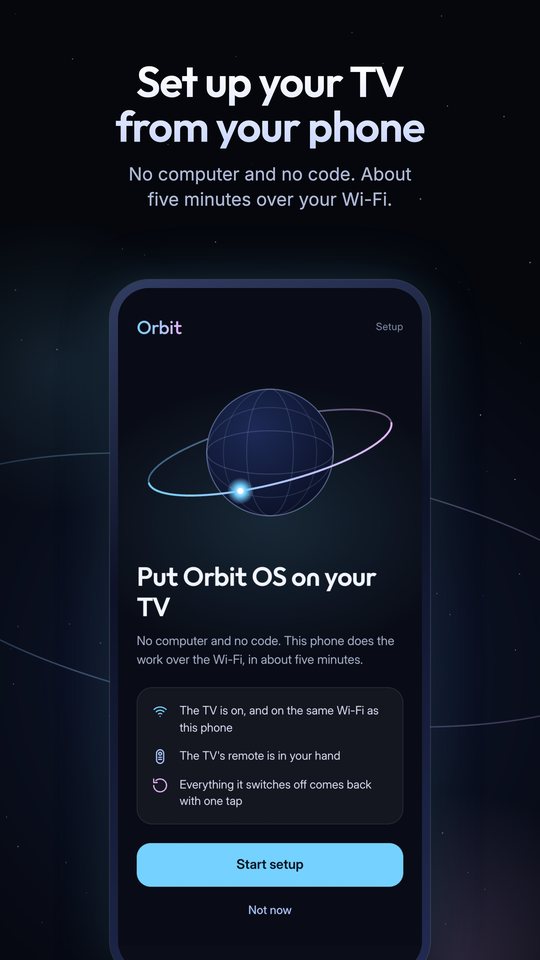 Set up your TV
from your phone
No computer and no code. About
five minutes over your Wi-Fi.
Orbit
Setup
Put Orbit OS on your
TV
No computer and no code. This phone does the
work over the Wi-Fi, in about five minutes.
The TV is on, and on the same Wi-Fi as
this phone
The TV's remote is in your hand
Everything it switches off comes back
with one tap
Start setup
Not now